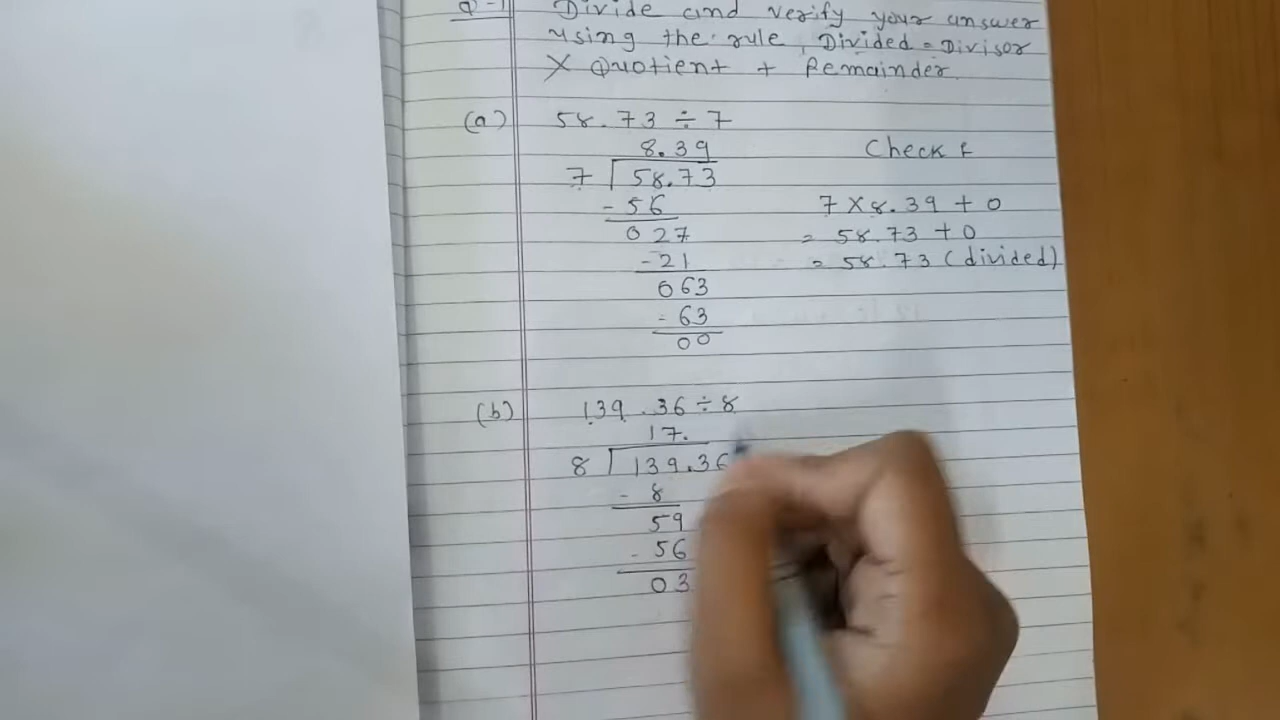 Q-1 Divide and verify your answer
using the rule, Divided = Divisor
X Quotient + Remainder.
(a) 58.73 ÷ 7
8.39
7 58.73
- 56
027
- 21
063
- 63
00
Check
7 X 8.39 + 0
= 58.73 + 0
= 58.73 (divided)
(b) 139.36 ÷ 8
17.
8 139.36
- 8
59
- 56
03